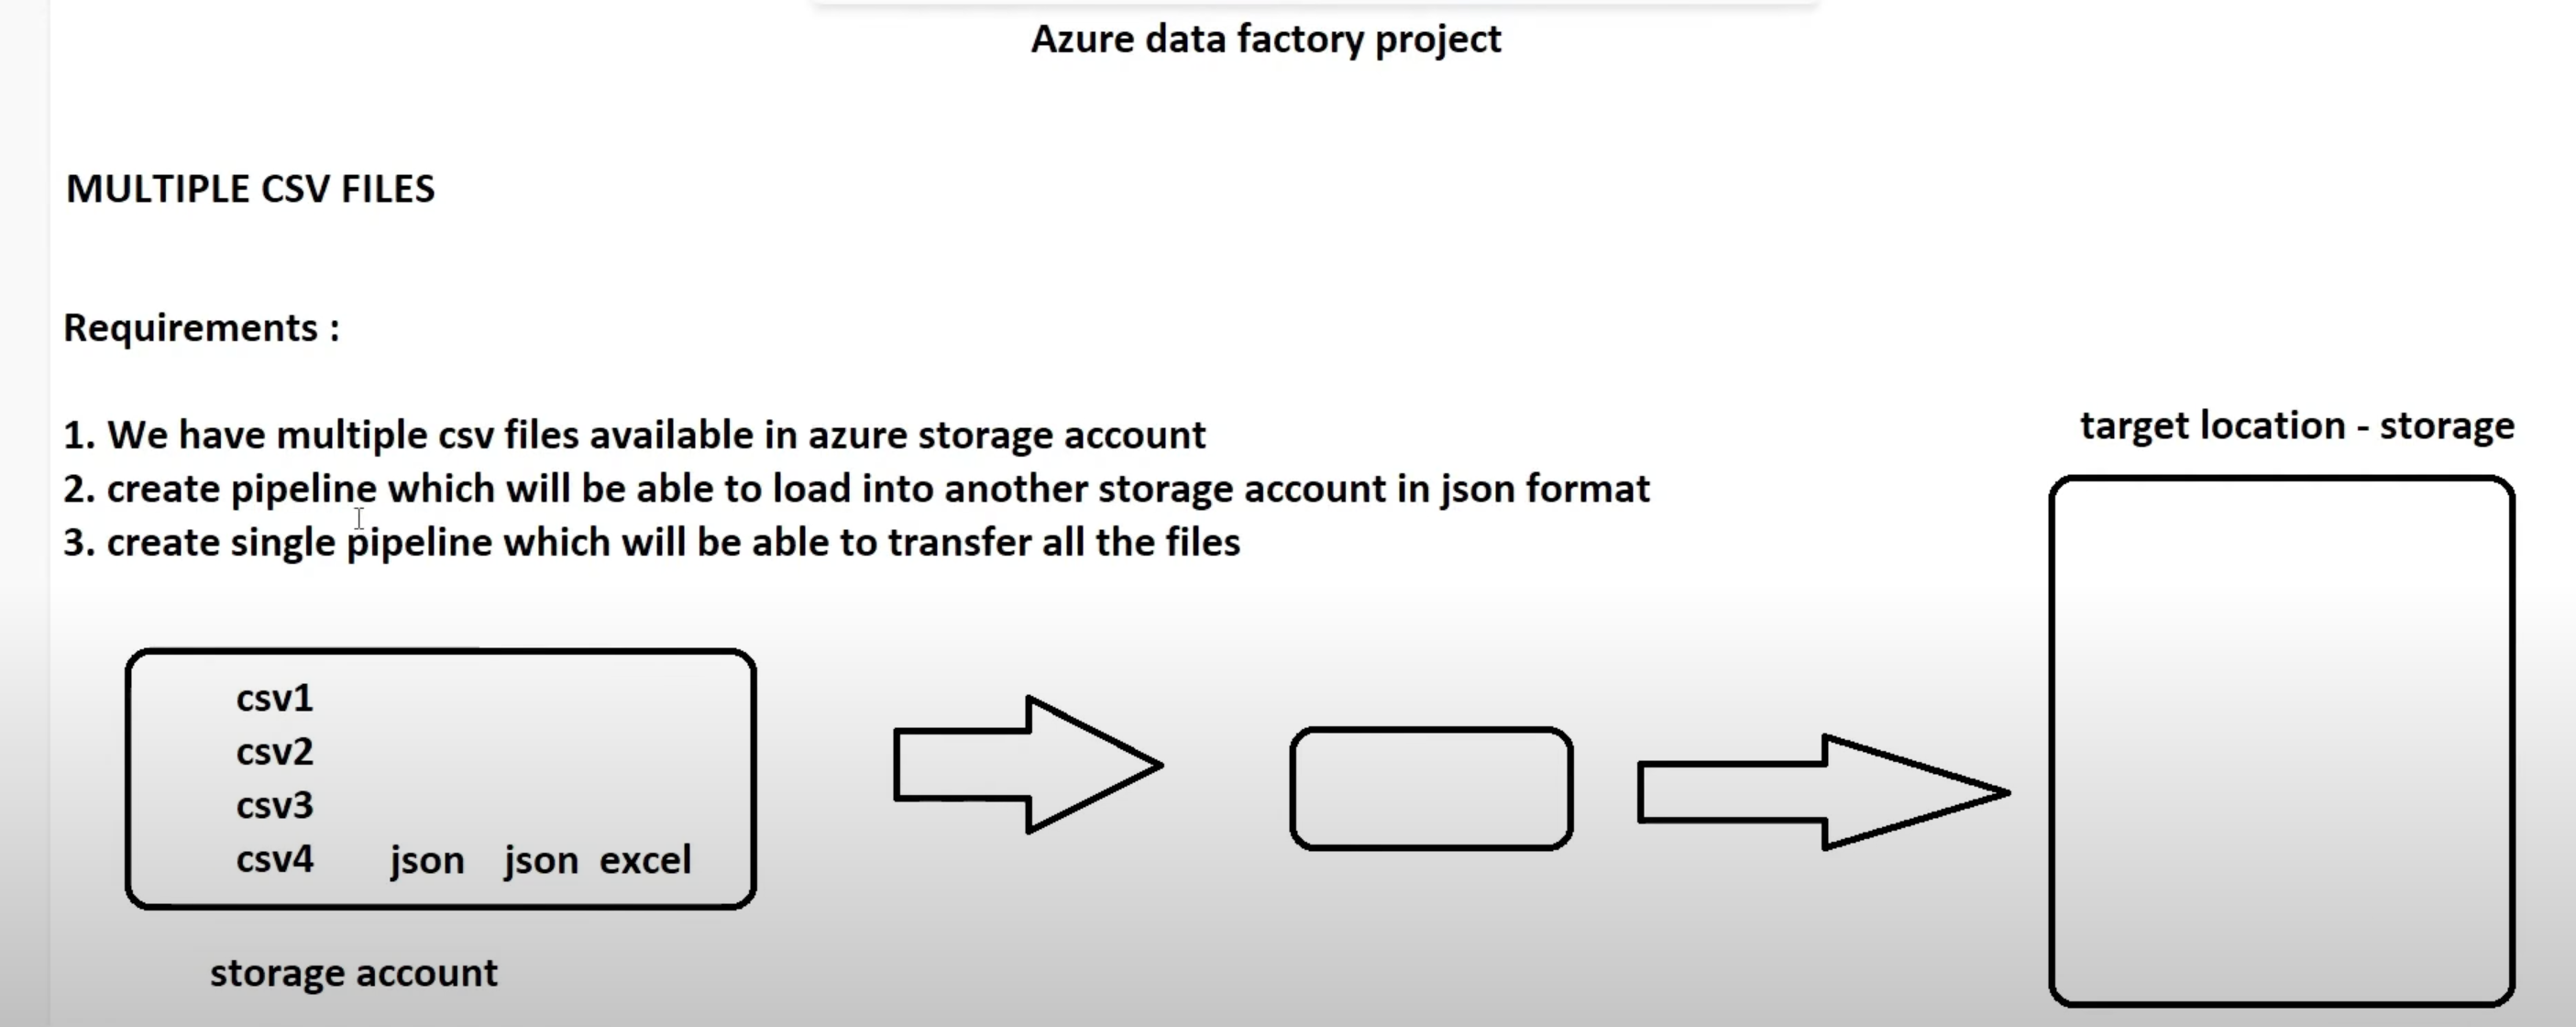 Azure data factory project
MULTIPLE CSV FILES
Requirements :
1. We have multiple csv files available in azure storage account
2. create pipeline which will be able to load into another storage account in json format
3. create single pipeline which will be able to transfer all the files
target location - storage
csv1
csv2
csv3
csv4 json json excel
storage account